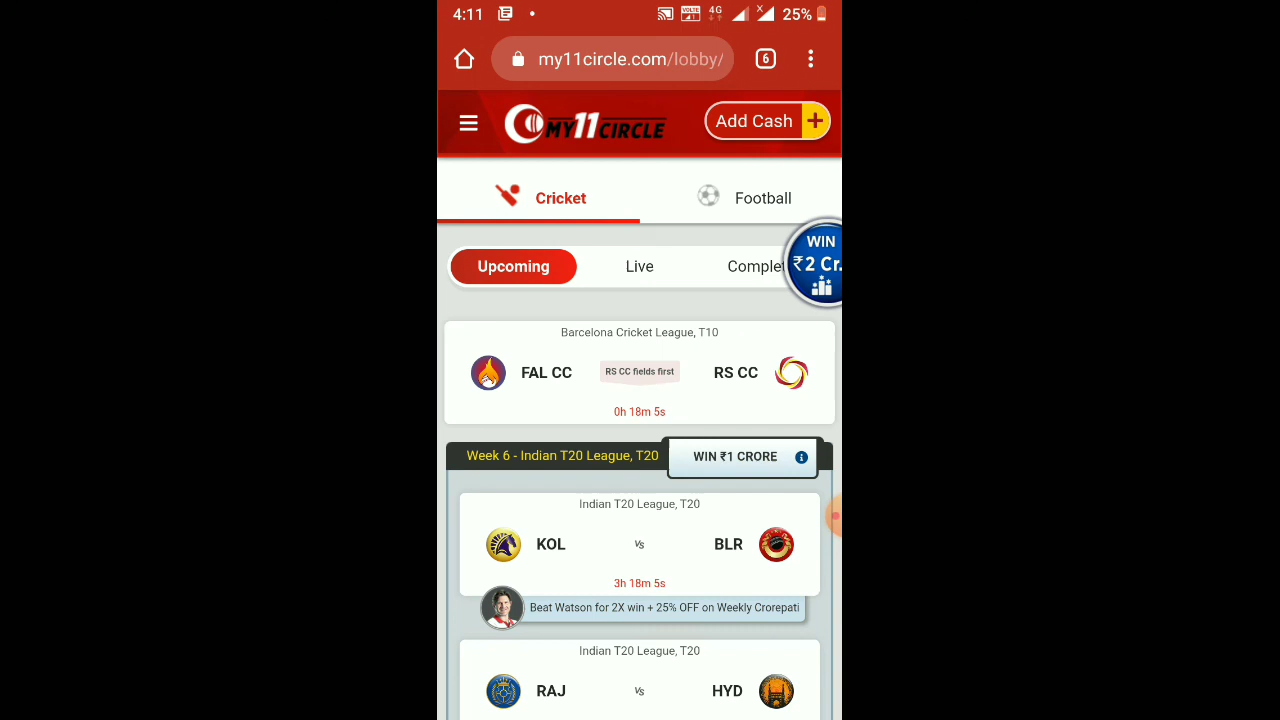 4:11
4G
X
25%
my11circle.com/lobby/
6
MY11CIRCLE
Add Cash +
Cricket
Football
WIN
₹2 Cr.
Upcoming
Live
Complet
Barcelona Cricket League, T10
FAL CC
RS CC fields first
RS CC
0h 18m 5s
Week 6 - Indian T20 League, T20
WIN ₹1 CRORE
Indian T20 League, T20
KOL
Vs
BLR
3h 18m 5s
Beat Watson for 2X win + 25% OFF on Weekly Crorepati
Indian T20 League, T20
RAJ
Vs
HYD